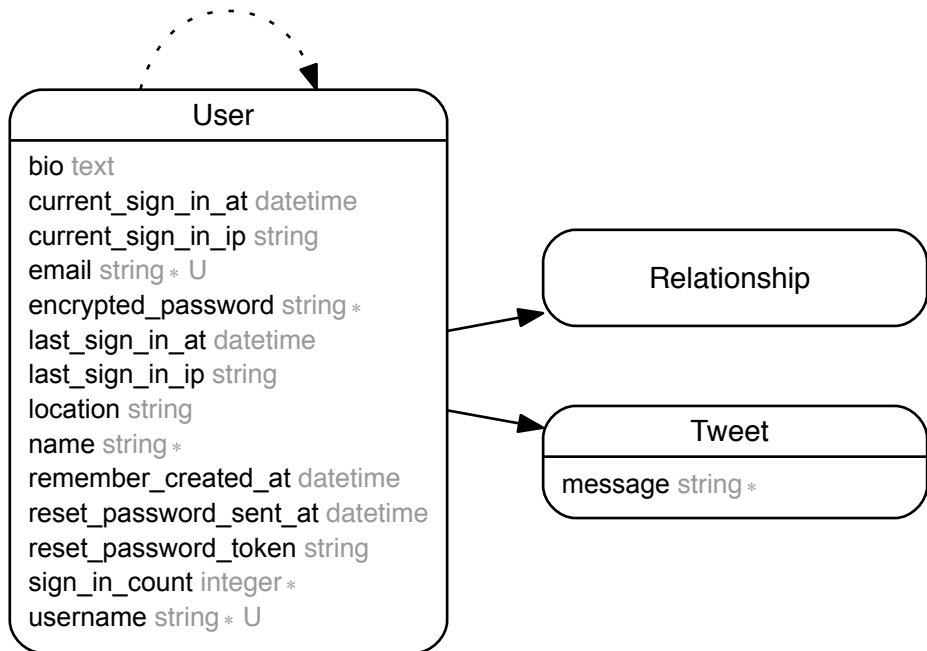 User
bio text
current_sign_in_at datetime
current_sign_in_ip string
email string * U
encrypted_password string *
last_sign_in_at datetime
last_sign_in_ip string
location string
name string *
remember_created_at datetime
reset_password_sent_at datetime
reset_password_token string
sign_in_count integer *
username string * U
Relationship
Tweet
message string *